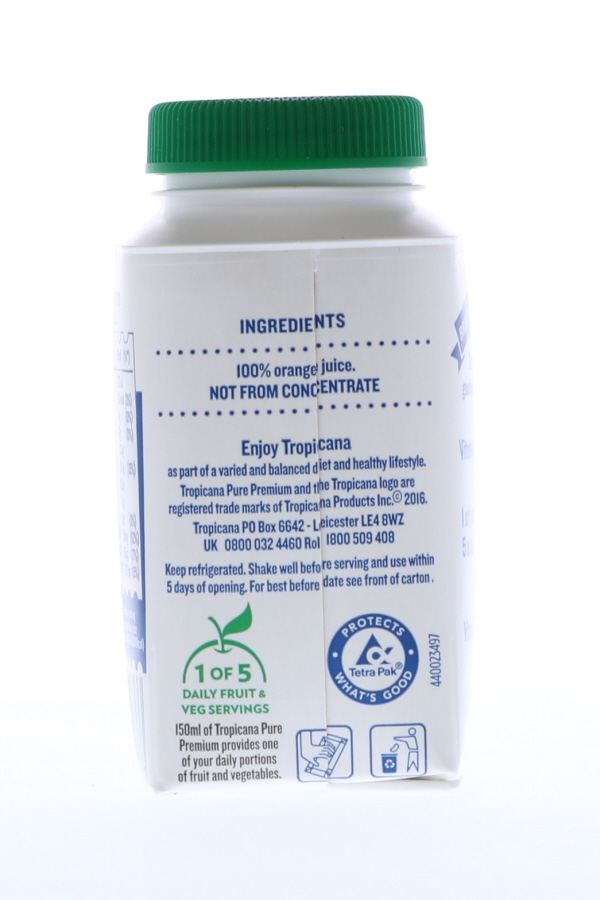 INGREDIENTS
100% orange juice.
NOT FROM CONCENTRATE
Enjoy Tropicana
as part of a varied and balanced diet and healthy lifestyle.
Tropicana Pure Premium and the Tropicana logo are
registered trade marks of Tropicana Products Inc.© 2016.
Tropicana PO Box 6642 - Leicester LE4 8WZ
UK 0800 032 4460 RoI 1800 509 408
Keep refrigerated. Shake well before serving and use within
5 days of opening. For best before date see front of carton.
1 OF 5
DAILY FRUIT &
VEG SERVINGS
150ml of Tropicana Pure
Premium provides one
of your daily portions
of fruit and vegetables.
PROTECTS
Tetra Pak®
WHAT'S GOOD
440023497